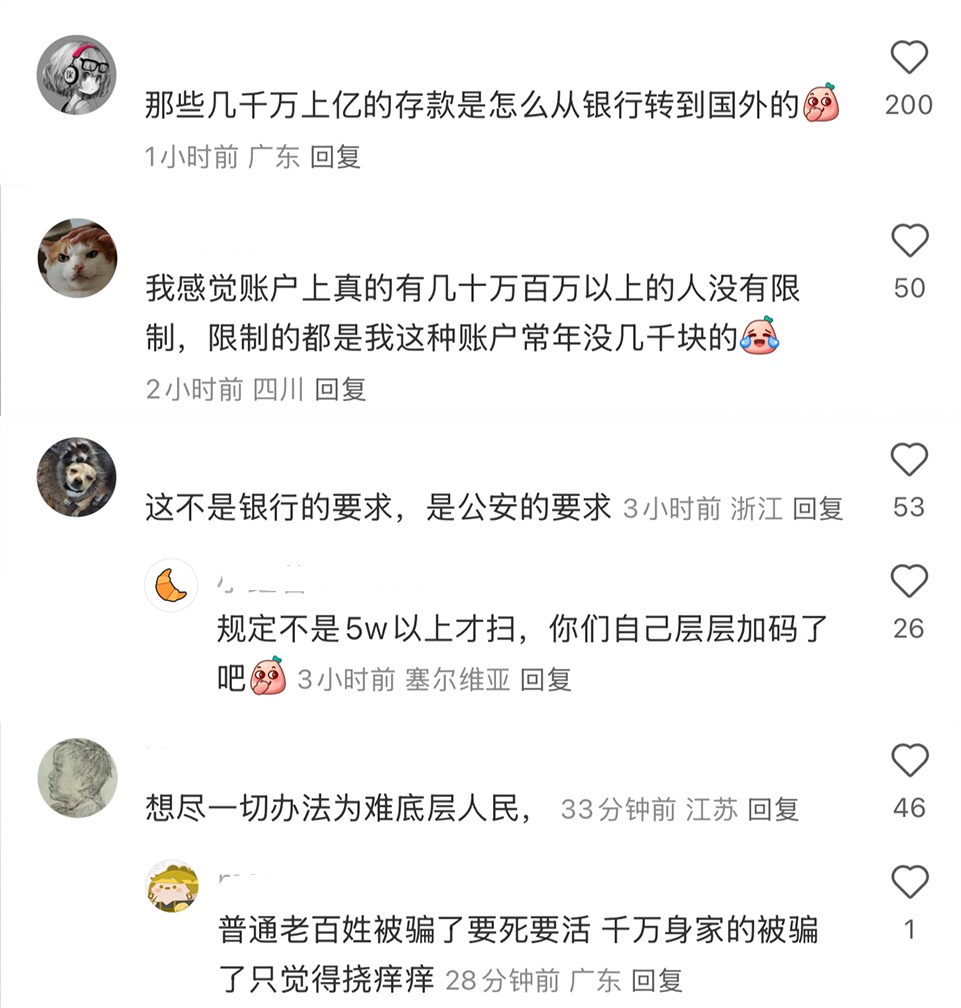 那些几千万上亿的存款是怎么从银行转到国外的
200
1小时前 广东 回复
我感觉账户上真的有几十万百万以上的人没有限
制，限制的都是我这种账户常年没几千块的
50
2小时前 四川 回复
这不是银行的要求，是公安的要求 3小时前 浙江 回复
53
规定不是5w以上才扫，你们自己层层加码了
吧 3小时前 塞尔维亚 回复
26
想尽一切办法为难底层人民， 33分钟前 江苏 回复
46
普通老百姓被骗了要死要活 千万身家的被骗
了只觉得挠痒痒 28分钟前 广东 回复
1